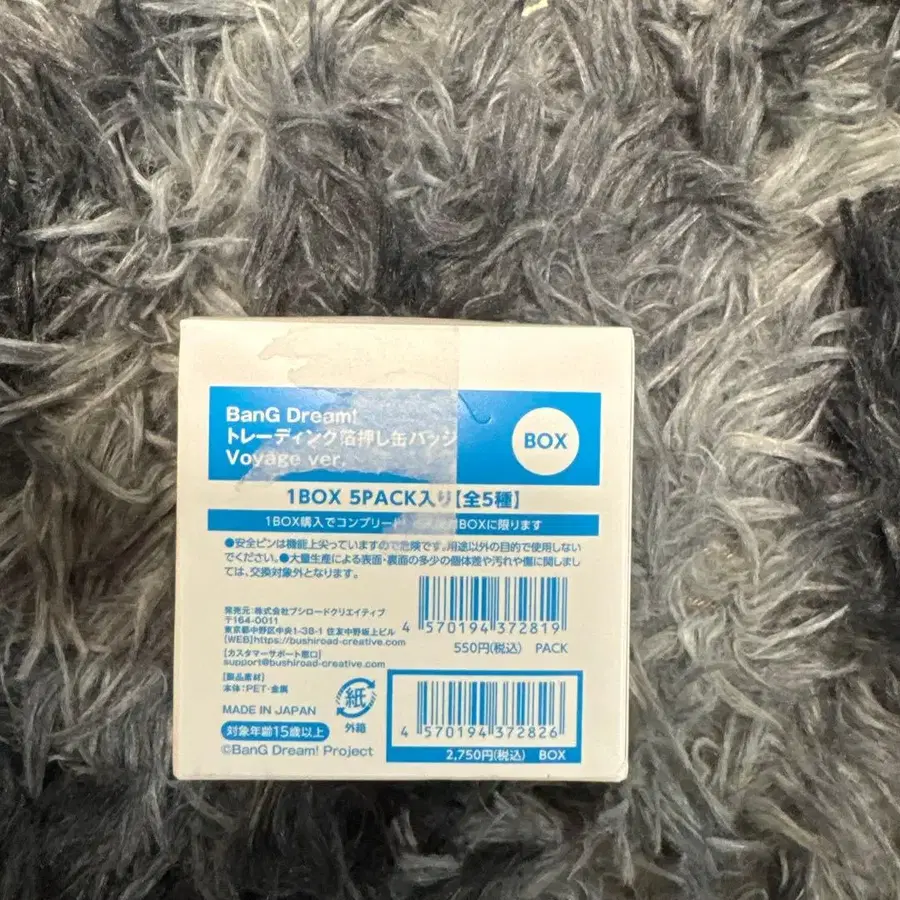 BanG Dream!
トレーディング箔押し缶バッジ
Voyage ver.
BOX
1BOX 5PACK入り【全5種】
1BOX購入でコンプリート BOXに限ります
●安全ピンは機能上尖っていますので危険です。用途以外の目的で使用しない
でください。●大量生産による表面・裏面の多少の個体差や汚れや傷に関しまし
ては、交換対象外となります。
発売元:株式会社ブシロードクリエイティブ
〒164-0011
東京都中野区中央1-38-1 住友中野坂上ビル
[WEB]https://bushiroad-creative.com
[カスタマーサポート窓口]
support@bushiroad-creative.com
[製品素材]
本体:PET・金属
MADE IN JAPAN
対象年齢15歳以上
©BanG Dream! Project
紙
外箱
4 570194 372819
550円(税込) PACK
4 570194 372826
2,750円(税込) BOX